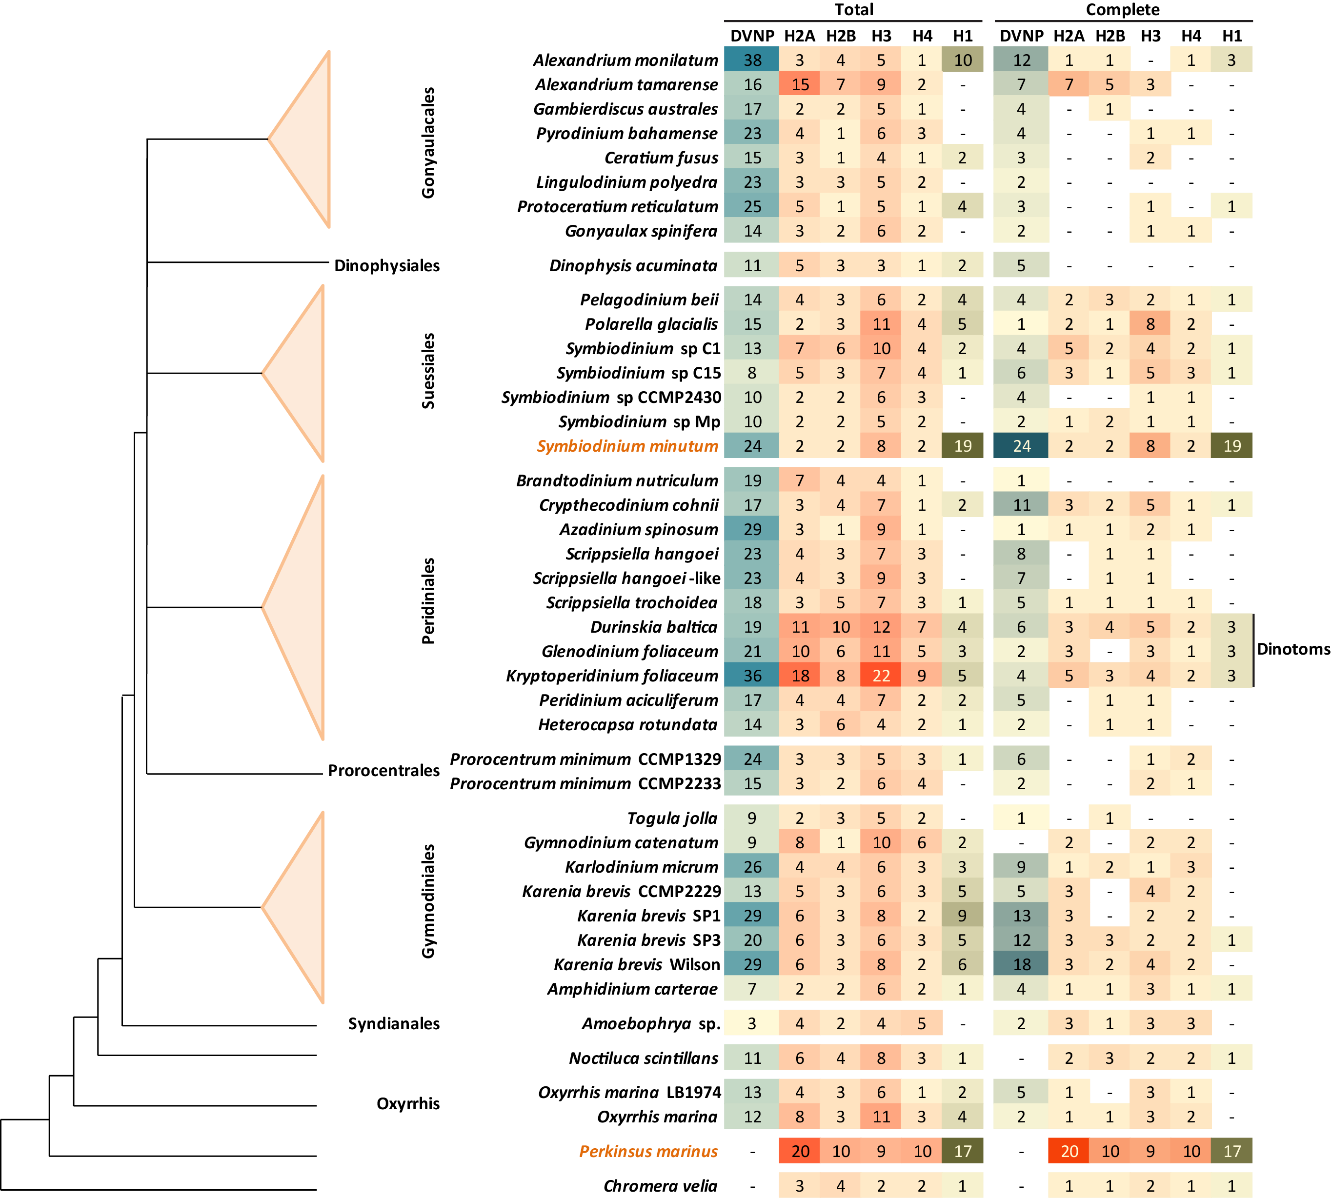 Total Complete
DVNP H2A H2B H3 H4 H1 DVNP H2A H2B H3 H4 H1
Gonyaulacales
Alexandrium monilatum 38 3 4 5 1 10 12 1 1 - 1 3
Alexandrium tamarense 16 15 7 9 2 - 7 7 5 3 - -
Gambierdiscus australes 17 2 2 5 1 - 4 - 1 - - -
Pyrodinium bahamense 23 4 1 6 3 - 4 - - 1 1 -
Ceratium fusus 15 3 1 4 1 2 3 - - 2 - -
Lingulodinium polyedra 23 3 3 5 2 - 2 - - - - -
Protoceratium reticulatum 25 5 1 5 1 4 3 - - 1 - 1
Gonyaulax spinifera 14 3 2 6 2 - 2 - - 1 1 -
Dinophysiales
Dinophysis acuminata 11 5 3 3 1 2 5 - - - - -
Suessiales
Pelagodinium beii 14 4 3 6 2 4 4 2 3 2 1 1
Polarella glacialis 15 2 3 11 4 5 1 2 1 8 2 -
Symbiodinium sp C1 13 7 6 10 4 2 4 5 2 4 2 1
Symbiodinium sp C15 8 5 3 7 4 1 6 3 1 5 3 1
Symbiodinium sp CCMP2430 10 2 2 6 3 - 4 - - 1 1 -
Symbiodinium sp Mp 10 2 2 5 2 - 2 1 2 1 1 -
Symbiodinium minutum 24 2 2 8 2 19 24 2 2 8 2 19
Peridiniales
Brandtodinium nutriculum 19 7 4 4 1 - 1 - - - - -
Crypthecodinium cohnii 17 3 4 7 1 2 11 3 2 5 1 1
Azadinium spinosum 29 3 1 9 1 - 1 1 1 2 1 -
Scrippsiella hangoei 23 4 3 7 3 - 8 - 1 1 - -
Scrippsiella hangoei-like 23 4 3 9 3 - 7 - 1 1 - -
Scrippsiella trochoidea 18 3 5 7 3 1 5 1 1 1 1 -
Durinskia baltica 19 11 10 12 7 4 6 3 4 5 2 3
Glenodinium foliaceum 21 10 6 11 5 3 2 3 - 3 1 3
Dinotoms
Kryptoperidinium foliaceum 36 18 8 22 9 5 4 5 3 4 2 3
Peridinium aciculiferum 17 4 4 7 2 2 5 - 1 1 - -
Heterocapsa rotundata 14 3 6 4 2 1 2 - 1 1 - -
Prorocentrales
Prorocentrum minimum CCMP1329 24 3 3 5 3 1 6 - - 1 2 -
Prorocentrum minimum CCMP2233 15 3 2 6 4 - 2 - - 2 1 -
Gymnodiniales
Togula jolla 9 2 3 5 2 - 1 - 1 - - -
Gymnodinium catenatum 9 8 1 10 6 2 - 2 - 2 2 -
Karlodinium micrum 26 4 4 6 3 3 9 1 2 1 3 -
Karenia brevis CCMP2229 13 5 3 6 3 5 5 3 - 4 2 -
Karenia brevis SP1 29 6 3 8 2 9 13 3 - 2 2 -
Karenia brevis SP3 20 6 3 6 3 5 12 3 3 2 2 1
Karenia brevis Wilson 29 6 3 8 2 6 18 3 2 4 2 -
Amphidinium carterae 7 2 2 6 2 1 4 1 1 3 1 1
Syndianales
Amoebophrya sp. 3 4 2 4 5 - 2 3 1 3 3 -
Noctiluca scintillans 11 6 4 8 3 1 - 2 3 2 2 1
Oxyrrhis
Oxyrrhis marina LB1974 13 4 3 6 1 2 5 1 - 3 1 -
Oxyrrhis marina 12 8 3 11 3 4 2 1 1 3 2 -
Perkinsus marinus - 20 10 9 10 17 - 20 10 9 10 17
Chromera velia - 3 4 2 2 1 - 1 1 2 1 1